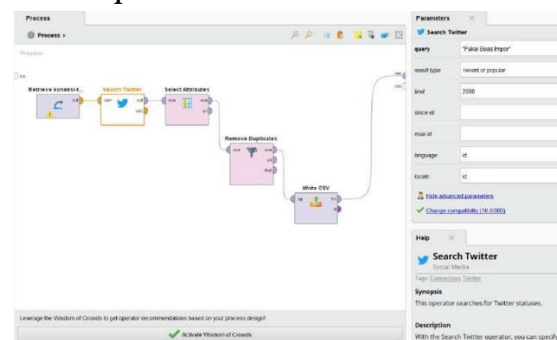 Process
Process
Process
Retrieve koneksi-t...
Search Twitter
Select Attributes
Remove Duplicates
Write CSV
Leverage the Wisdom of Crowds to get operator recommendations based on your process design!
Activate Wisdom of Crowds
Parameters
Search Twitter
query
"Pakai Beas Impor"
result type
recent or popular
limit
2000
since id
max id
language
id
locale
id
Hide advanced parameters
Change compatibility (10.0.000)
Help
Search Twitter
Social Media
Tags: Connection, Twitter
Synopsis
This operator searches for Twitter statuses.
Description
With the Search Twitter operator, you can specify